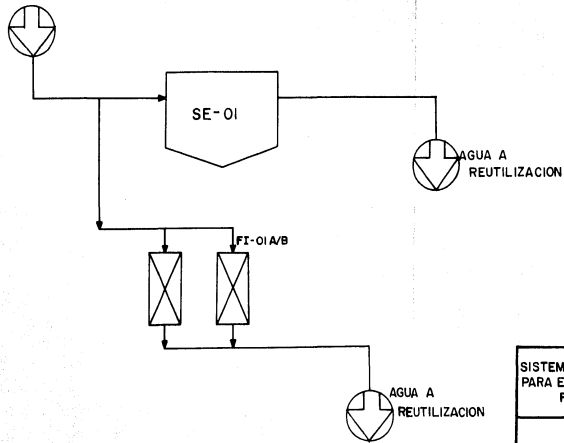 SE-01
AGUA A
REUTILIZACION
FI-01A/B
AGUA A
REUTILIZACION
SISTEM
PARA E